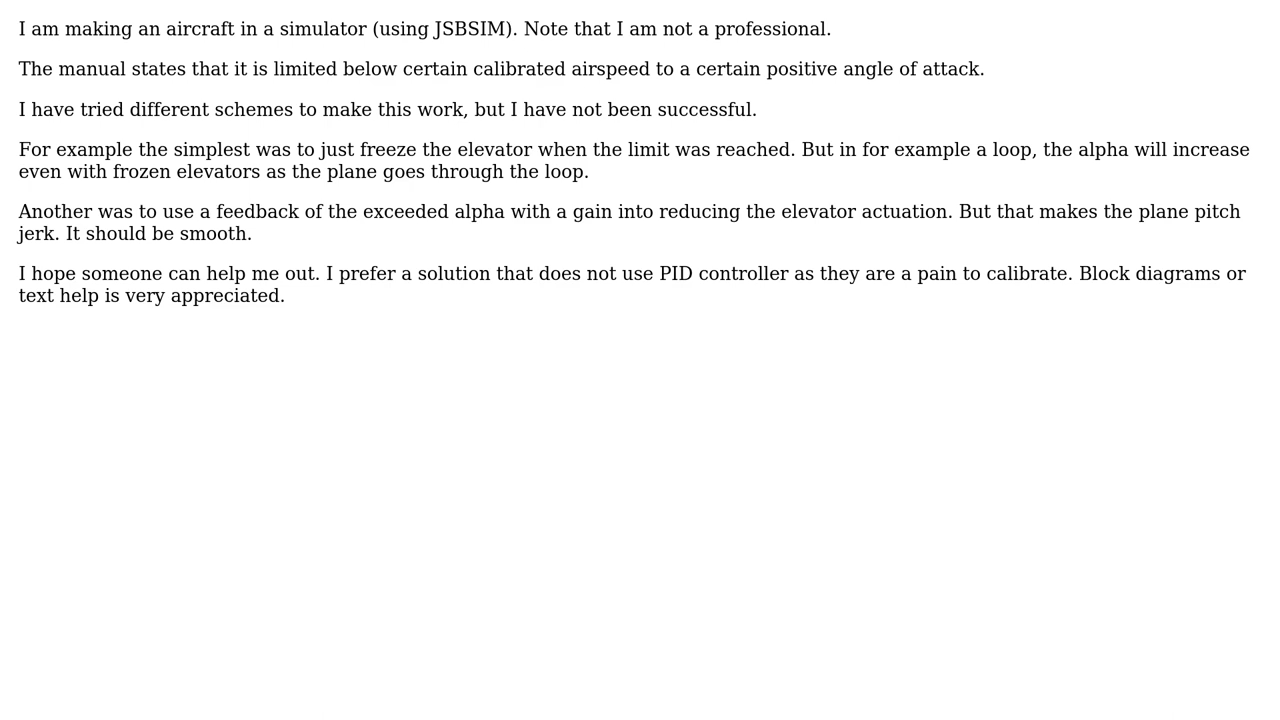 I am making an aircraft in a simulator (using JSBSIM). Note that I am not a professional.
The manual states that it is limited below certain calibrated airspeed to a certain positive angle of attack.
I have tried different schemes to make this work, but I have not been successful.
For example the simplest was to just freeze the elevator when the limit was reached. But in for example a loop, the alpha will increase
even with frozen elevators as the plane goes through the loop.
Another was to use a feedback of the exceeded alpha with a gain into reducing the elevator actuation. But that makes the plane pitch
jerk. It should be smooth.
I hope someone can help me out. I prefer a solution that does not use PID controller as they are a pain to calibrate. Block diagrams or
text help is very appreciated.